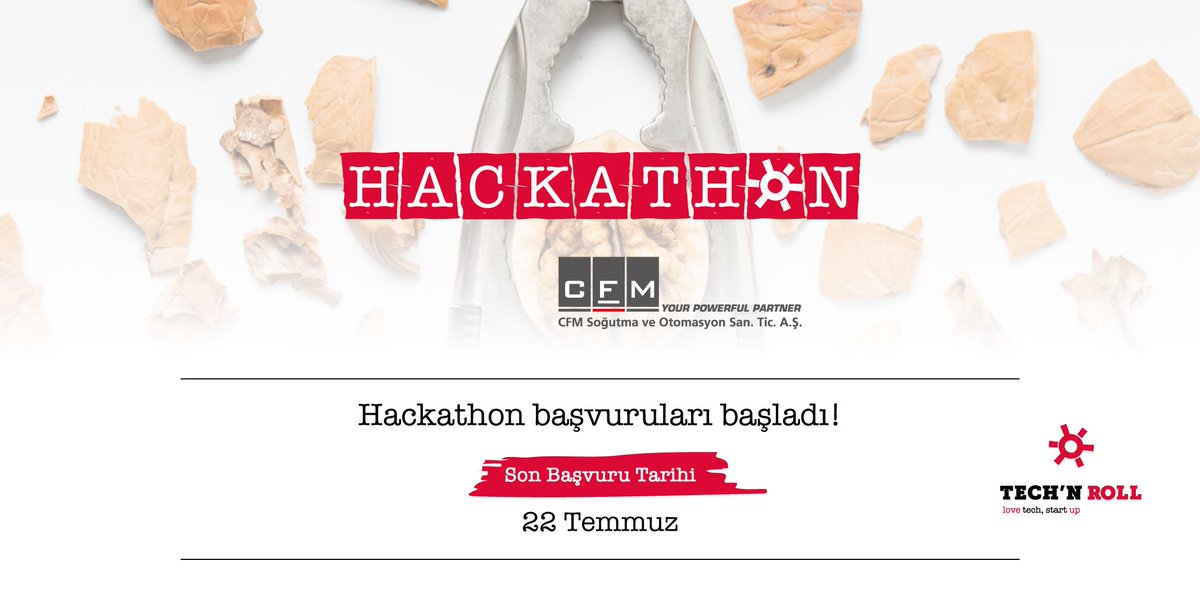 HACKATHON
CFM
YOUR POWERFUL PARTNER
CFM Soğutma ve Otomasyon San. Tic. A.Ş.
Hackathon başvuruları başladı!
Son Başvuru Tarihi
22 Temmuz
TECH'N ROLL
love tech, start up